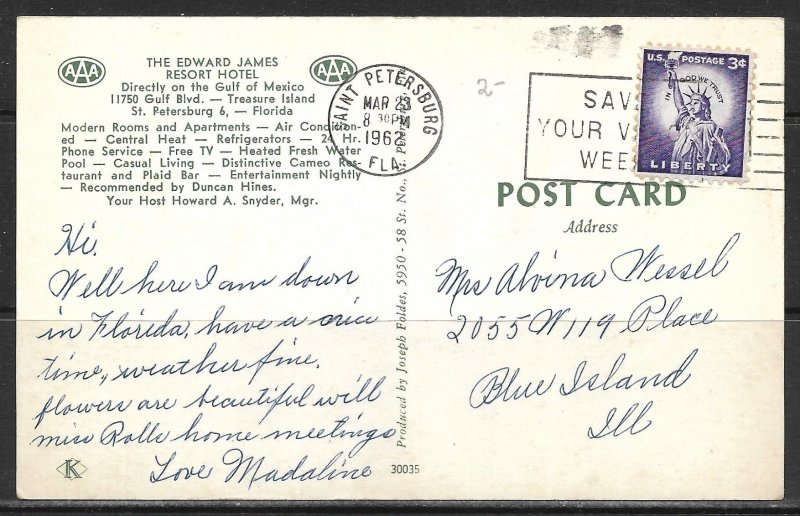 AAA
THE EDWARD JAMES
RESORT HOTEL
Directly on the Gulf of Mexico
11750 Gulf Blvd. — Treasure Island
St. Petersburg 6, — Florida
AAA
Modern Rooms and Apartments — Air Condition-
ed — Central Heat — Refrigerators — 24 Hr.
Phone Service — Free TV — Heated Fresh Water
Pool — Casual Living — Distinctive Cameo Res-
taurant and Plaid Bar — Entertainment Nightly
— Recommended by Duncan Hines.
Your Host Howard A. Snyder, Mgr.
Hi.
Well here I am down
in Florida, have a nice
time, weather fine.
flowers are beautiful will
miss Rolls home meetings
Love Madaline
K
30035
Produced by Joseph Foldes, 5950 - 58 St. No., St.
SAINT PETERSBURG
MAR 23
8 30 PM
1962
FLA.
2-
SAV
YOUR V
WEE
U.S. POSTAGE 3¢
IN GOD WE TRUST
LIBERTY
POST CARD
Address
Mrs Alvina Wessel
2055 W 119 Place
Blue Island
Ill